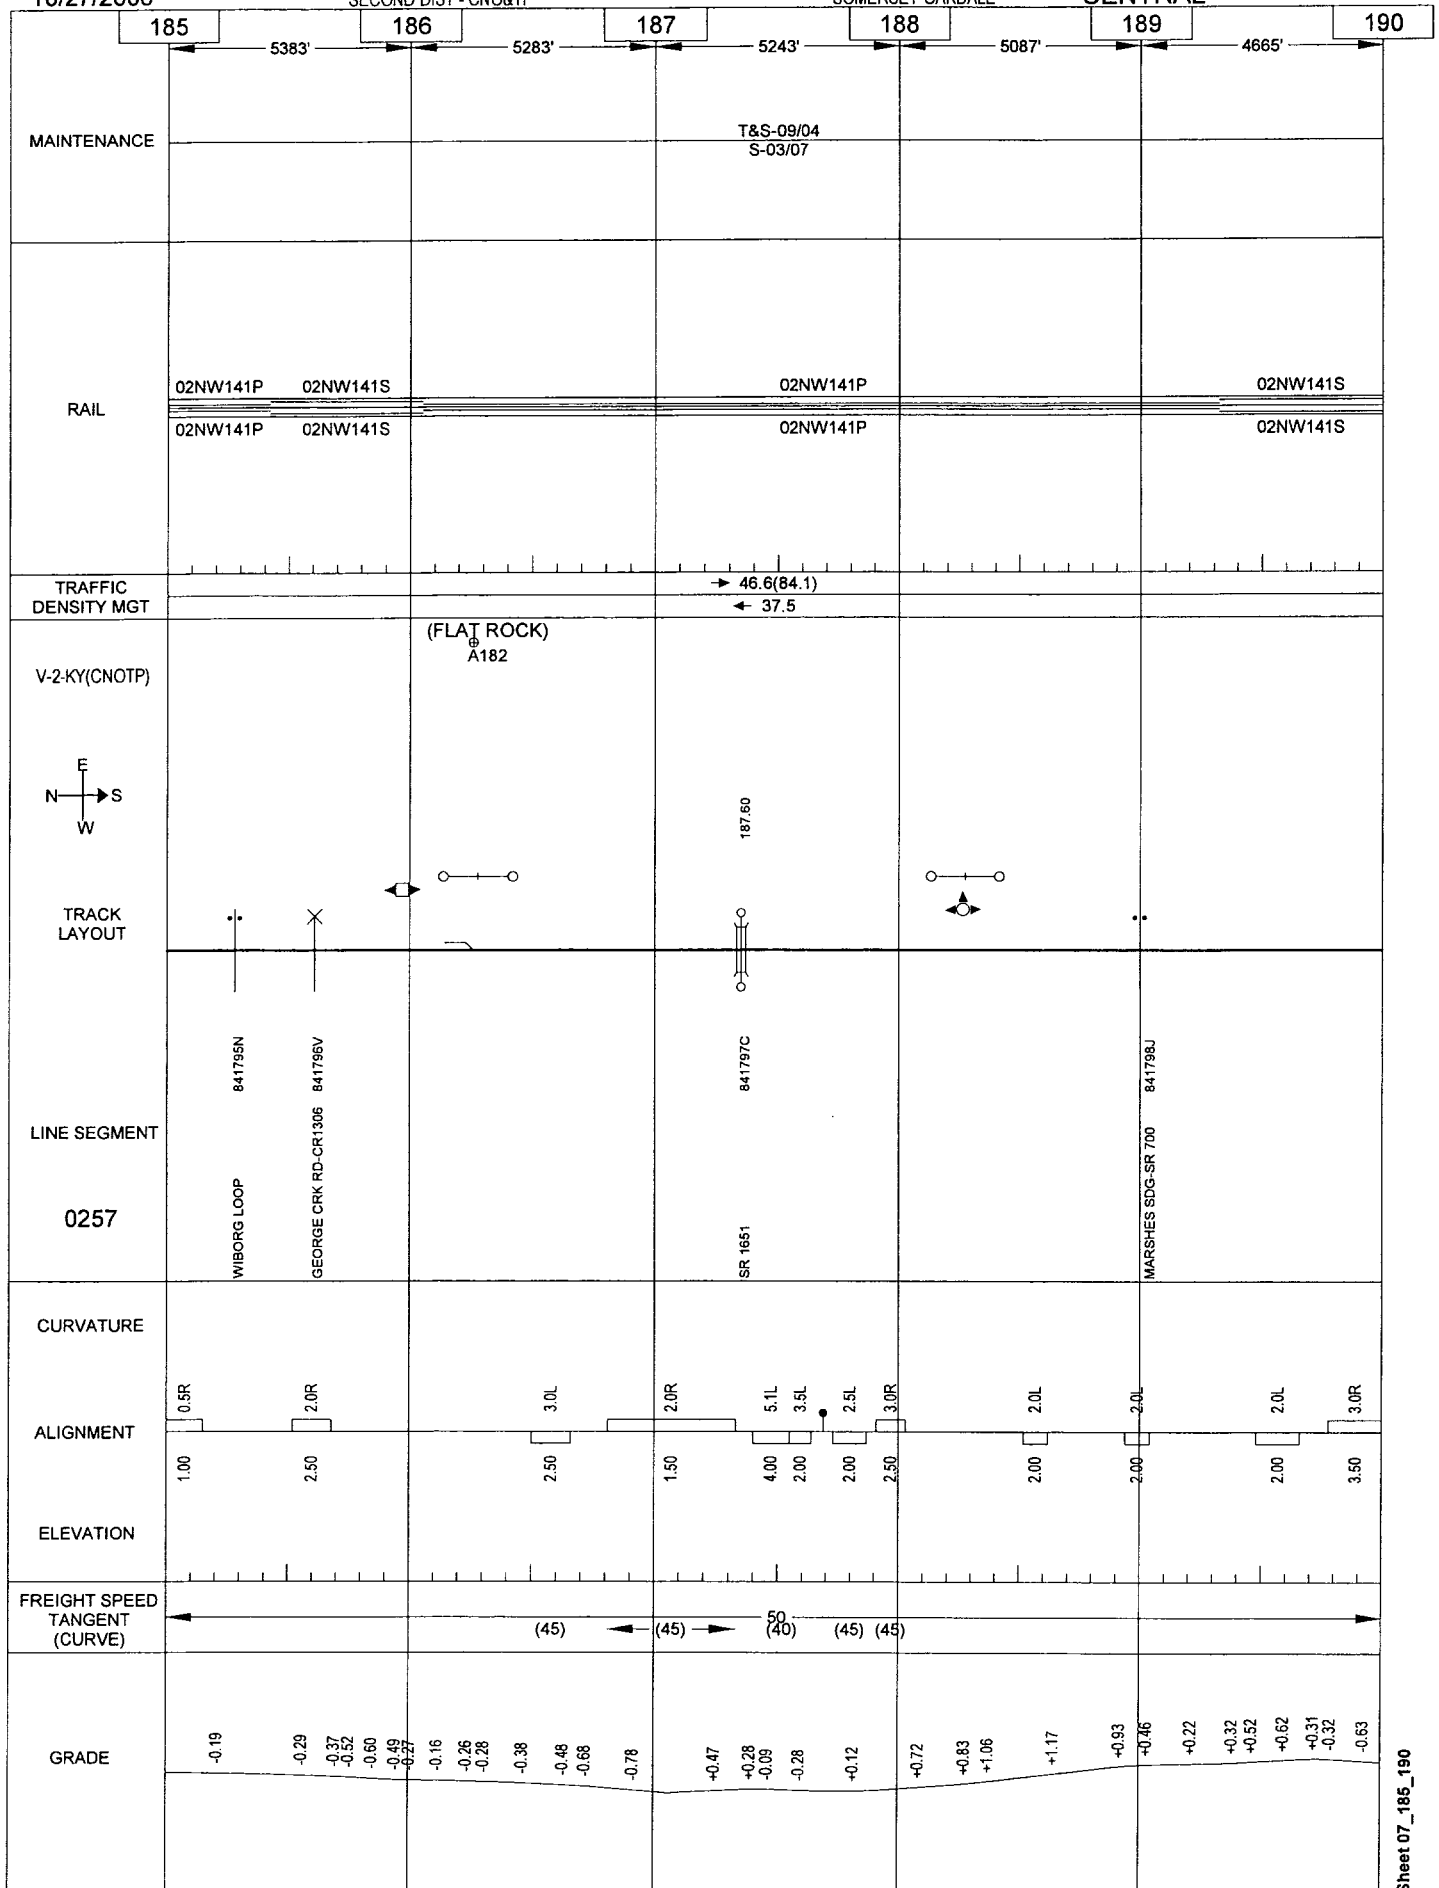 10/27/2008
SECOND DIST - CNO&TP
SOMERSET OAKDALE
CENTRAL
185 186 187 188 189 190
5383' 5283' 5243' 5087' 4665'
MAINTENANCE
T&S-09/04
S-03/07
RAIL
02NW141P 02NW141S 02NW141P 02NW141S
02NW141P 02NW141S 02NW141P 02NW141S
TRAFFIC
DENSITY MGT
46.6(84.1)
37.5
(FLAT ROCK)
A182
V-2-KY(CNOTP)
E
N S
W
187.60
TRACK
LAYOUT
LINE SEGMENT
0257
WIBORG LOOP 841795N
GEORGE CRK RD-CR1306 841796V
SR 1651 841797C
MARSHES SDG-SR 700 841798J
CURVATURE
0.5R 2.0R 3.0L 2.0R 5.1L 3.5L 2.5L 3.0R 2.0L 2.0L 2.0L 3.0R
ALIGNMENT
1.00 2.50 2.50 1.50 4.00 2.00 2.00 2.50 2.00 2.00 2.00 3.50
ELEVATION
FREIGHT SPEED
TANGENT
(CURVE)
50
(45) (45) (40) (45) (45)
GRADE
-0.19 -0.29 -0.37 -0.52 -0.60 -0.49 -0.27 -0.16 -0.26 -0.28 -0.38 -0.48 -0.68 -0.78 +0.47 +0.28 -0.09 -0.28 +0.12 +0.72 +0.83 +1.06 +1.17 +0.93 +0.46 +0.22 +0.32 +0.52 +0.62 +0.31 -0.32 -0.63
Sheet 07_185_190